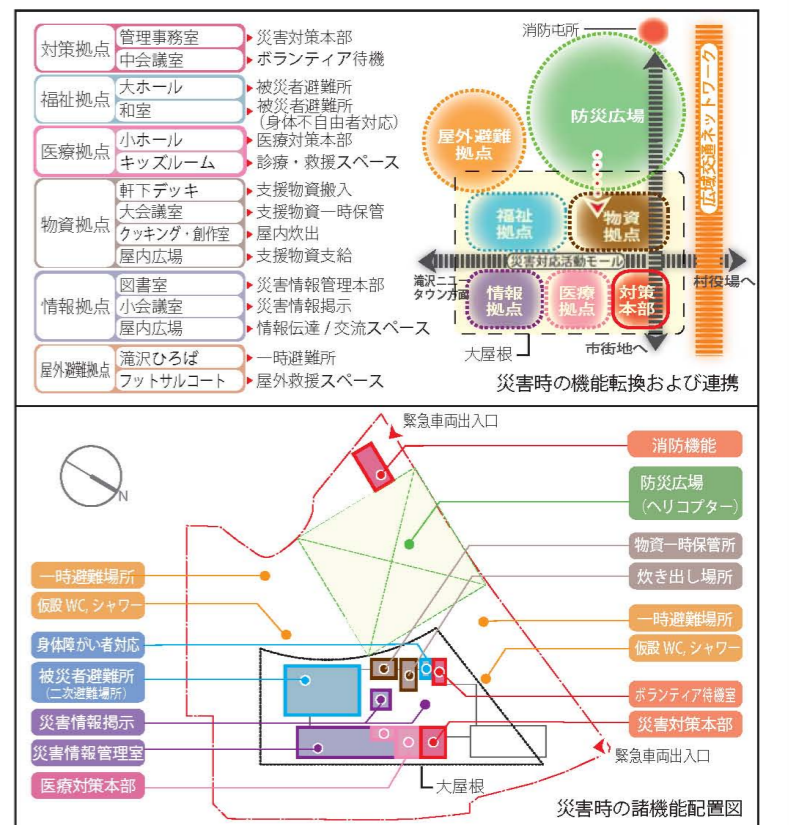 対策拠点
管理事務室 災害対策本部
中会議室 ボランティア待機
福祉拠点
大ホール 被災者避難所
和室 被災者避難所
(身体不自由者対応)
医療拠点
小ホール 医療対策本部
キッズルーム 診療・救援スペース
物資拠点
軒下デッキ 支援物資搬入
大会議室 支援物資一時保管
クッキング・創作室 屋内炊出
屋内広場 支援物資支給
情報拠点
図書室 災害情報管理本部
小会議室 災害情報掲示
屋内広場 情報伝達/交流スペース
屋外避難拠点
滝沢ひろば 一時避難所
フットサルコート 屋外救援スペース
消防屯所
防災広場
屋外避難
拠点
広域交通ネットワーク
福祉
拠点
物資
拠点
災害対応活動モール
滝沢ニュー
タウン方面
村役場へ
情報
拠点
医療
拠点
対策
本部
大屋根
市街地へ
災害時の機能転換および連携
緊急車両出入口
N
消防機能
防災広場
(ヘリコプター)
物資一時保管所
炊き出し場所
一時避難場所
仮設WC,シャワー
ボランティア待機室
災害対策本部
緊急車両出入口
一時避難場所
仮設WC,シャワー
身体障がい者対応
被災者避難所
(二次避難場所)
災害情報掲示
災害情報管理室
医療対策本部
大屋根
災害時の諸機能配置図